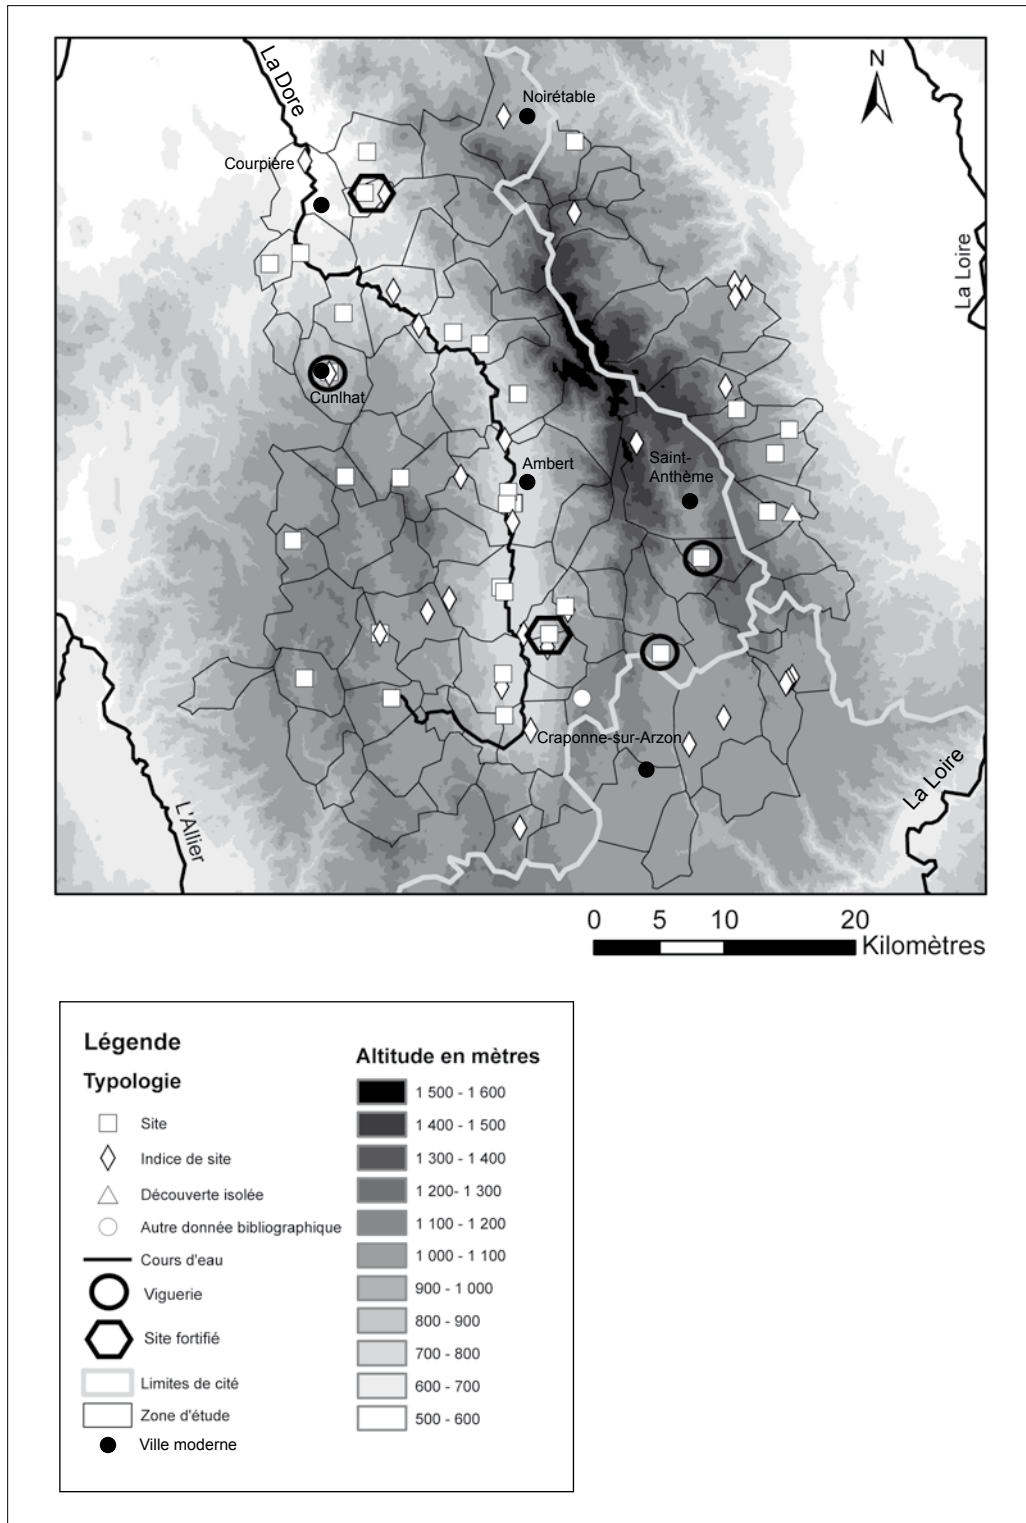 La Dore
N
Noirétable
Courpière
La Loire
Cunlhat
Ambert
Saint-
Anthème
Craponne-sur-Arzon
La Loire
L'Allier
0 5 10 20
Kilomètres
Légende
Typologie
Site
Indice de site
Découverte isolée
Autre donnée bibliographique
Cours d'eau
Viguerie
Site fortifié
Limites de cité
Zone d'étude
Ville moderne
Altitude en mètres
1 500 - 1 600
1 400 - 1 500
1 300 - 1 400
1 200- 1 300
1 100 - 1 200
1 000 - 1 100
900 - 1 000
800 - 900
700 - 800
600 - 700
500 - 600